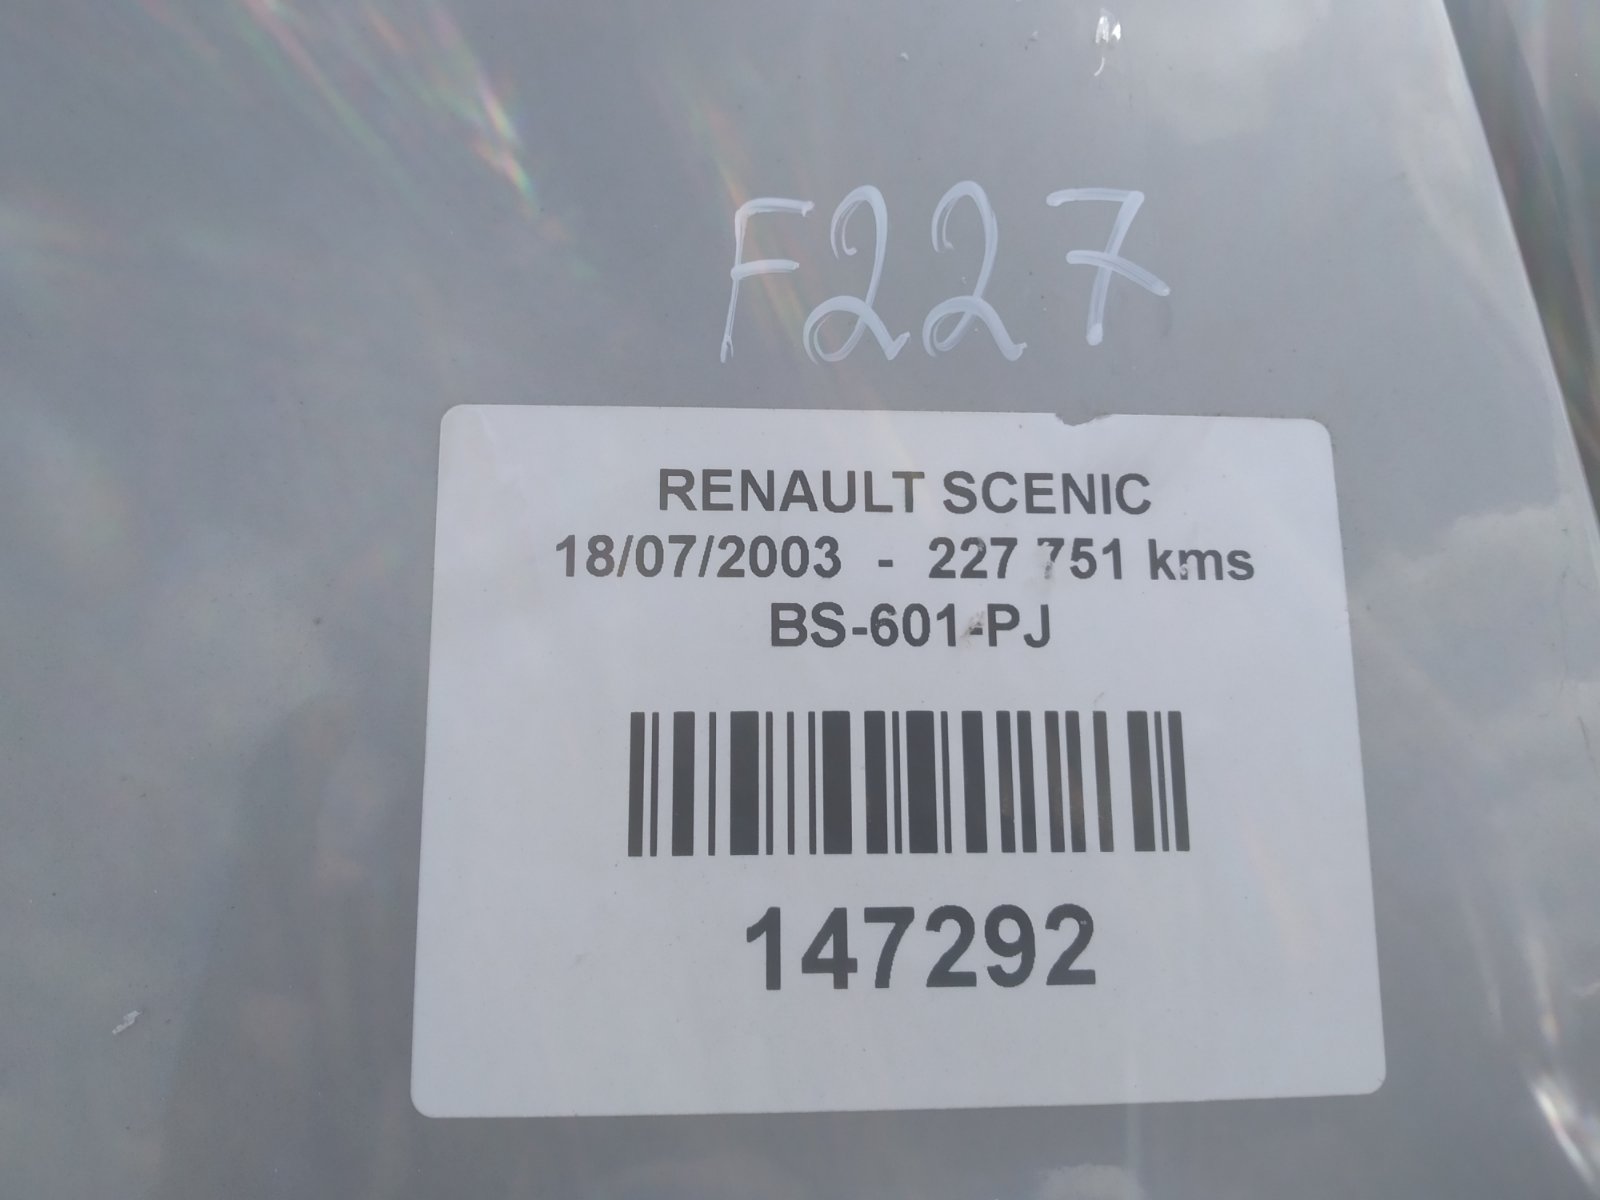 F227
RENAULT SCENIC
18/07/2003 - 227 751 kms
BS-601-PJ
147292